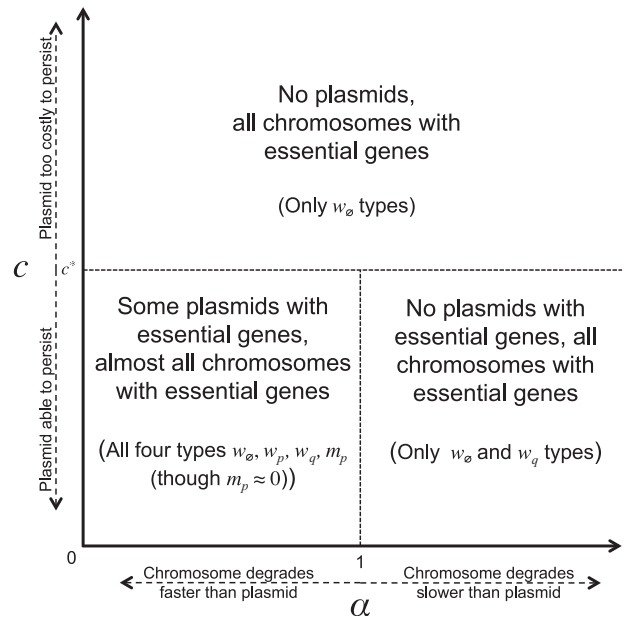 Plasmid too costly to persist
No plasmids,
all chromosomes with
essential genes
(Only wø types)
c
c*
Plasmid able to persist
Some plasmids with
essential genes,
almost all chromosomes
with essential genes
(All four types wø, wp, wq, mp
(though mp ≈ 0))
No plasmids with
essential genes, all
chromosomes with
essential genes
(Only wø and wq types)
0
1
Chromosome degrades
faster than plasmid
Chromosome degrades
slower than plasmid
α